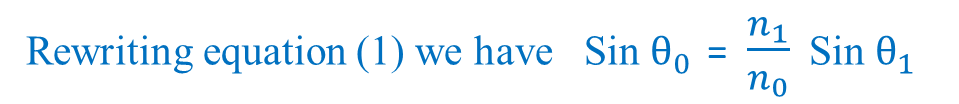 Rewriting equation (1) we have Sin θ₀ = n₁/n₀ Sin θ₁